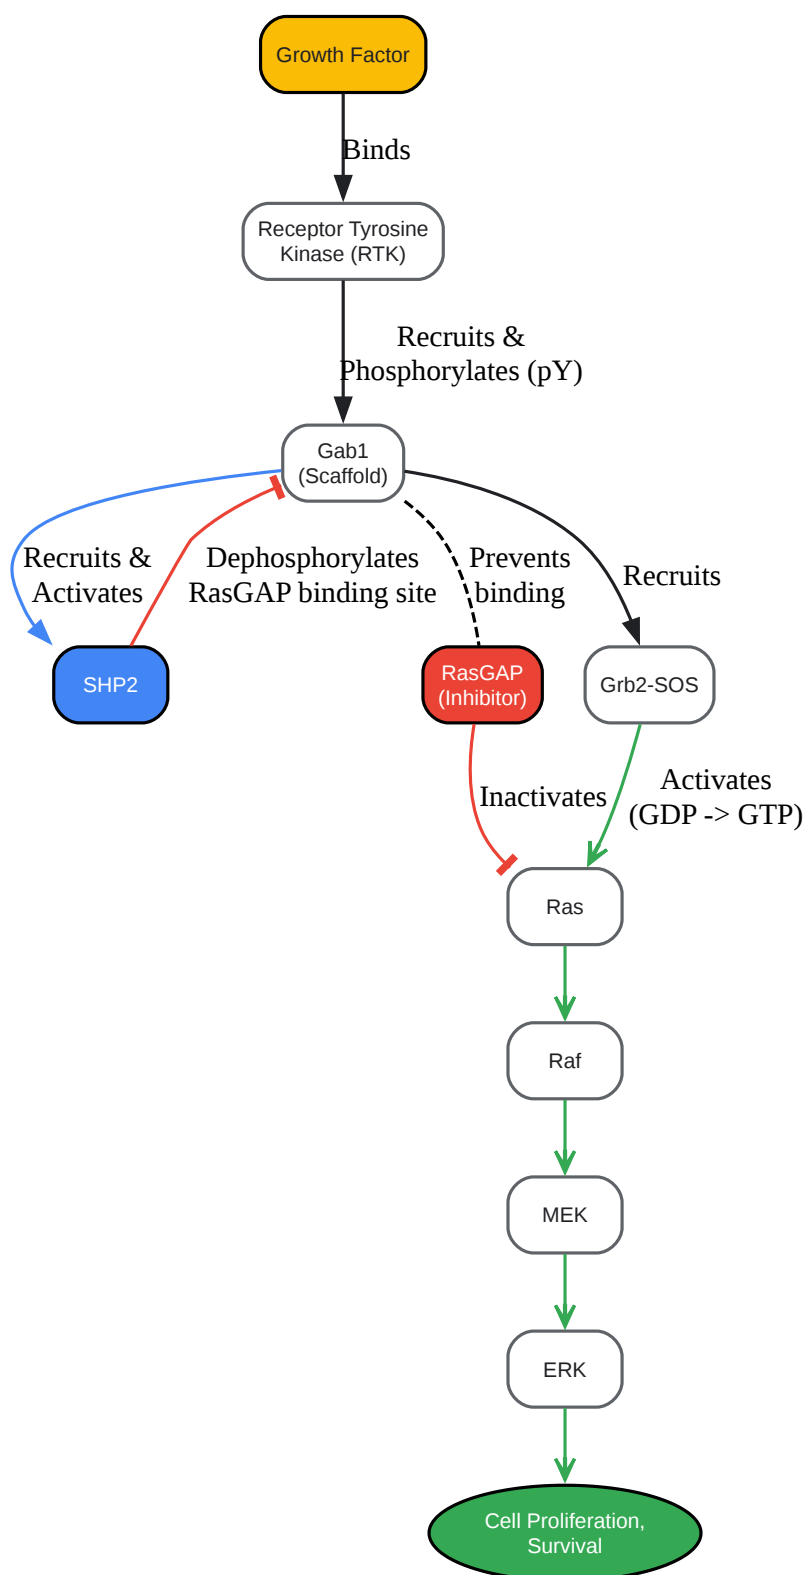 Growth Factor
Binds
Receptor Tyrosine
Kinase (RTK)
Recruits &
Phosphorylates (pY)
Gab1
(Scaffold)
Recruits &
Activates
Dephosphorylates
RasGAP binding site
Prevents
binding
Recruits
SHP2
RasGAP
(Inhibitor)
Grb2-SOS
Inactivates
Activates
(GDP -> GTP)
Ras
Raf
MEK
ERK
Cell Proliferation,
Survival